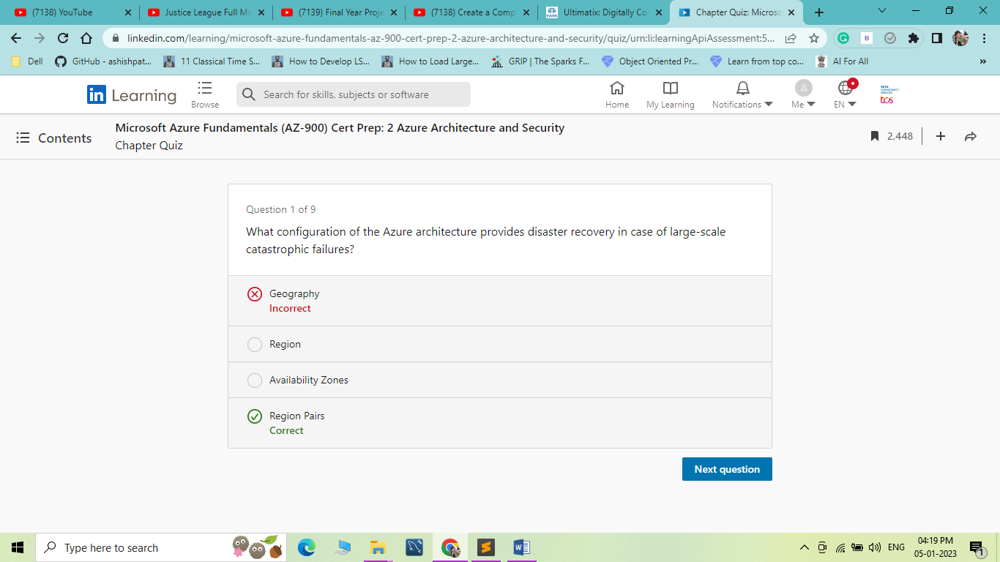 (7138) YouTube
Justice League Full Mo
(7139) Final Year Proje
(7138) Create a Comp
Ultimatix: Digitally Co
Chapter Quiz: Microso
linkedin.com/learning/microsoft-azure-fundamentals-az-900-cert-prep-2-azure-architecture-and-security/quiz/urn:li:learningApiAssessment:5...
Dell
GitHub - ashishpat...
11 Classical Time S...
How to Develop LS...
How to Load Large...
GRIP | The Sparks F...
Object Oriented Pr...
Learn from top co...
AI For All
»
in Learning
Browse
Search for skills, subjects or software
Home
My Learning
Notifications
Me
EN
TATA
CONSULTANCY
SERVICES
tcs
Contents
Microsoft Azure Fundamentals (AZ-900) Cert Prep: 2 Azure Architecture and Security
Chapter Quiz
2,448
Question 1 of 9
What configuration of the Azure architecture provides disaster recovery in case of large-scale
catastrophic failures?
Geography
Incorrect
Region
Availability Zones
Region Pairs
Correct
Next question
Type here to search
ENG
04:19 PM
05-01-2023
1